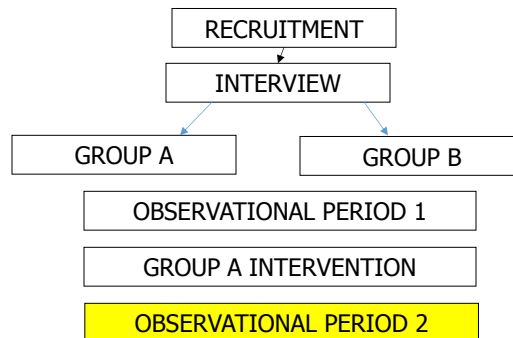 RECRUITMENT
INTERVIEW
GROUP A
GROUP B
OBSERVATIONAL PERIOD 1
GROUP A INTERVENTION
OBSERVATIONAL PERIOD 2